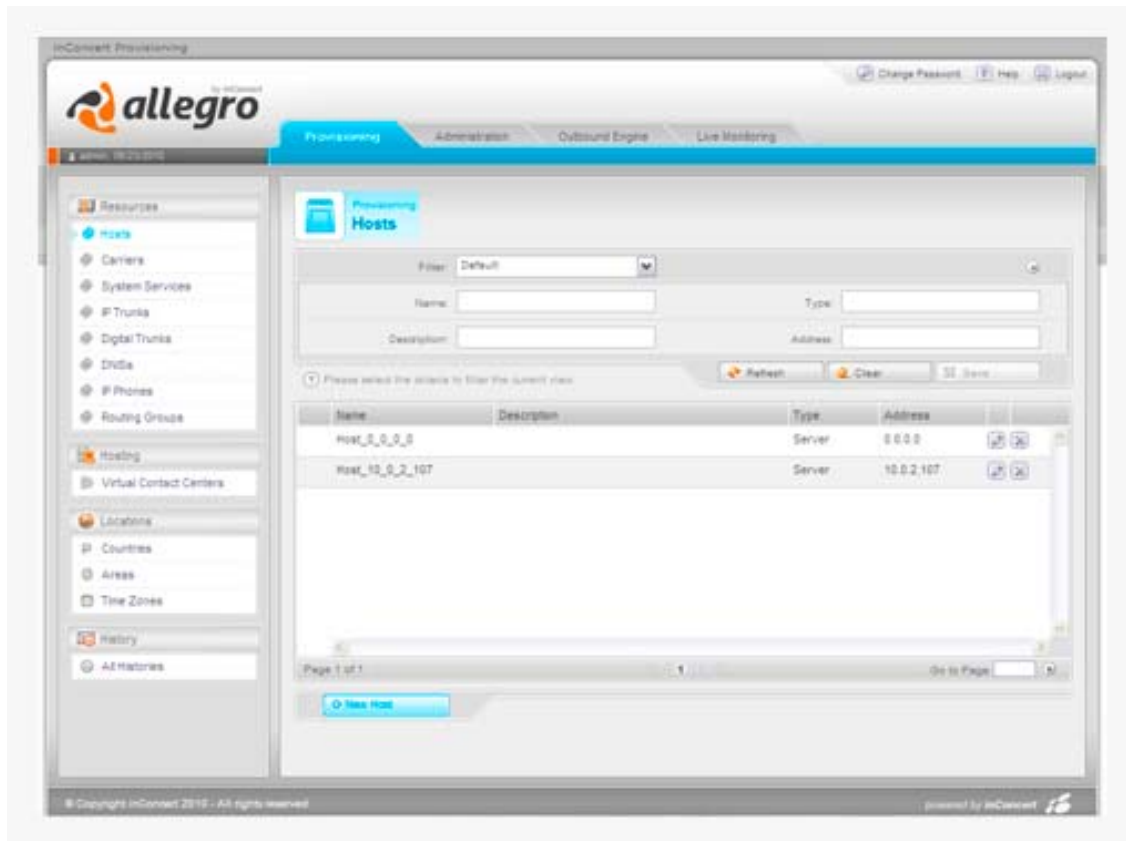 inConcert Provisioning
Change Password Help Logout
by inConcert
allegro
Provisioning Administration Outbound Engine Live Monitoring
admin,
Resources
Hosts
Carriers
System Services
IP Trunks
Digital Trunks
DNISs
IP Phones
Routing Groups
Hosting
Virtual Contact Centers
Locations
Countries
Areas
Time Zones
History
All Histories
Provisioning
Hosts
Filter: Default
Name: Type:
Description: Address:
Please select the criteria to filter the current view
Refresh Clear Save
Name Description Type Address
Host_0_0_0_0 Server 0.0.0.0
Host_10_0_2_107 Server 10.0.2.107
Page 1 of 1 1 Go to Page
New Host
© Copyright inConcert 2010 - All rights reserved
powered by inConcert